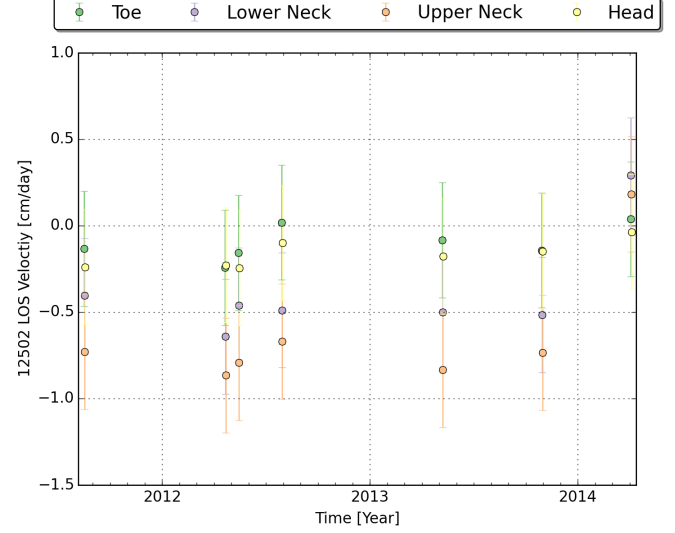 Toe Lower Neck Upper Neck Head
1.0
0.5
0.0
−0.5
−1.0
−1.5
12502 LOS Veloctiy [cm/day]
2012 2013 2014
Time [Year]